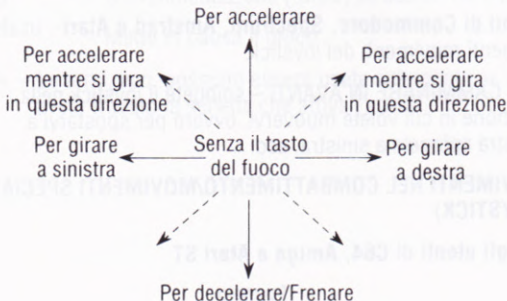 Per accelerare
Per accelerare
mentre si gira
in questa direzione
Per accelerare
mentre si gira
in questa direzione
Per girare
a sinistra
Senza il tasto
del fuoco
Per girare
a destra
Per decelerare/Frenare